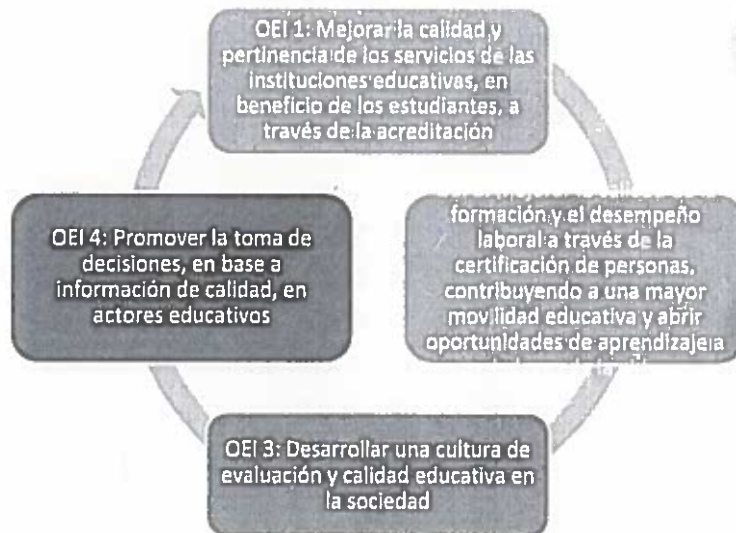 OEI 1: Mejorar la calidad y
pertinencia de los servicios de las
instituciones educativas, en
beneficio de los estudiantes, a
través de la acreditación
formación y el desempeño
laboral a través de la
certificación de personas,
contribuyendo a una mayor
movilidad educativa y abrir
oportunidades de aprendizaje a
OEI 3: Desarrollar una cultura de
evaluación y calidad educativa en
la sociedad
OEI 4: Promover la toma de
decisiones, en base a
información de calidad, en
actores educativos